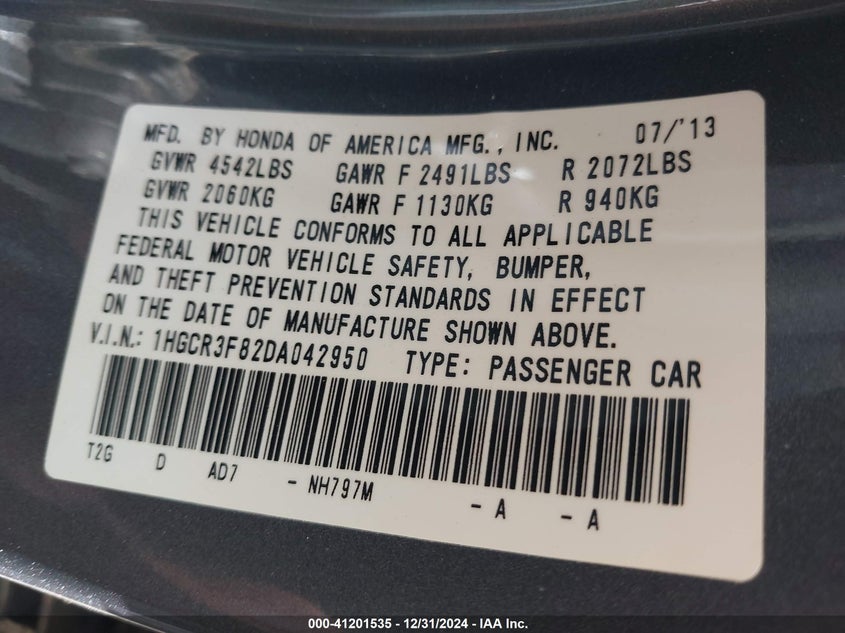 MFD. BY HONDA OF AMERICA MFG., INC. 07/'13
GVWR 4542LBS GAWR F 2491LBS R 2072LBS
GVWR 2060KG GAWR F 1130KG R 940KG
THIS VEHICLE CONFORMS TO ALL APPLICABLE
FEDERAL MOTOR VEHICLE SAFETY, BUMPER,
AND THEFT PREVENTION STANDARDS IN EFFECT
ON THE DATE OF MANUFACTURE SHOWN ABOVE.
V.I.N.: 1HGCR3F82DA042950 TYPE: PASSENGER CAR
T2G D AD7 - NH797M - A - A
000-41201535 - 12/31/2024 - IAA Inc.